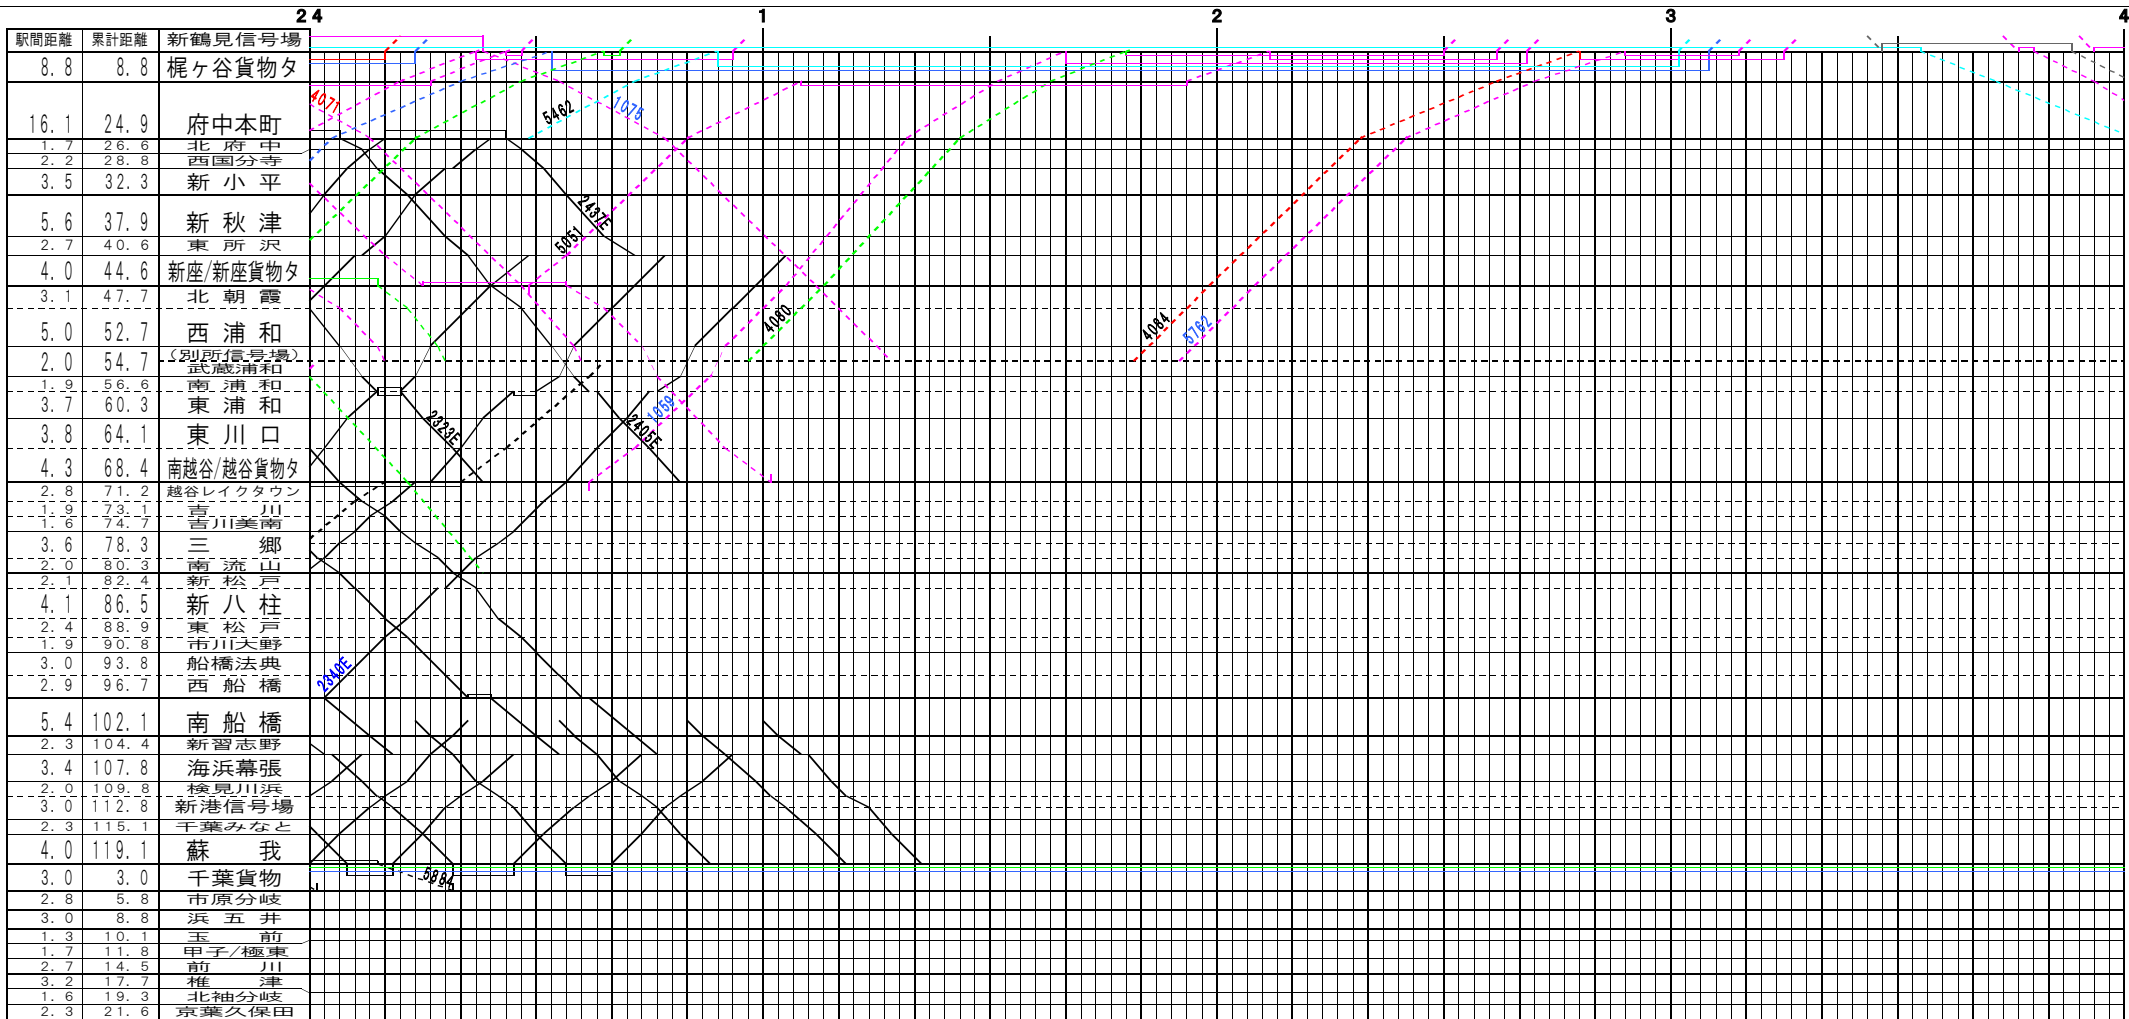 24 1 2 3 4
駅間距離 累計距離 新鶴見信号場
8.8 8.8 梶ヶ谷貨物タ
16.1 24.9 府中本町
1.7 26.6 北府中
2.2 28.8 西国分寺
3.5 32.3 新小平
5.6 37.9 新秋津
2.7 40.6 東所沢
4.0 44.6 新座/新座貨物タ
3.1 47.7 北朝霞
5.0 52.7 西浦和
(別所信号場)
2.0 54.7 武蔵浦和
1.9 56.6 南浦和
3.7 60.3 東浦和
3.8 64.1 東川口
4.3 68.4 南越谷/越谷貨物タ
2.8 71.2 越谷レイクタウン
1.9 73.1 吉川
1.6 74.7 吉川美南
3.6 78.3 三郷
2.0 80.3 南流山
2.1 82.4 新松戸
4.1 86.5 新八柱
2.4 88.9 東松戸
1.9 90.8 市川大野
3.0 93.8 船橋法典
2.9 96.7 西船橋
5.4 102.1 南船橋
2.3 104.4 新習志野
3.4 107.8 海浜幕張
2.0 109.8 検見川浜
3.0 112.8 新港信号場
2.3 115.1 千葉みなと
4.0 119.1 蘇我
3.0 3.0 千葉貨物
2.8 5.8 市原分岐
3.0 8.8 浜五井
1.3 10.1 玉前
1.7 11.8 甲子/極東
2.7 14.5 前川
3.2 17.7 椎津
1.6 19.3 北袖分岐
2.3 21.6 京葉久保田
4071
5462
1075
2437E
5051
4080
4084
5762
1059
2323E
2405E
2340E
5884